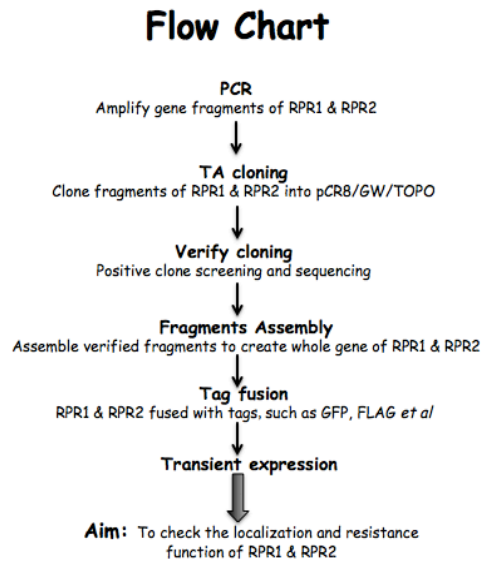 Flow Chart
PCR
Amplify gene fragments of RPR1 & RPR2
TA cloning
Clone fragments of RPR1 & RPR2 into pCR8/GW/TOPO
Verify cloning
Positive clone screening and sequencing
Fragments Assembly
Assemble verified fragments to create whole gene of RPR1 & RPR2
Tag fusion
RPR1 & RPR2 fused with tags, such as GFP, FLAG et al
Transient expression
Aim: To check the localization and resistance
function of RPR1 & RPR2